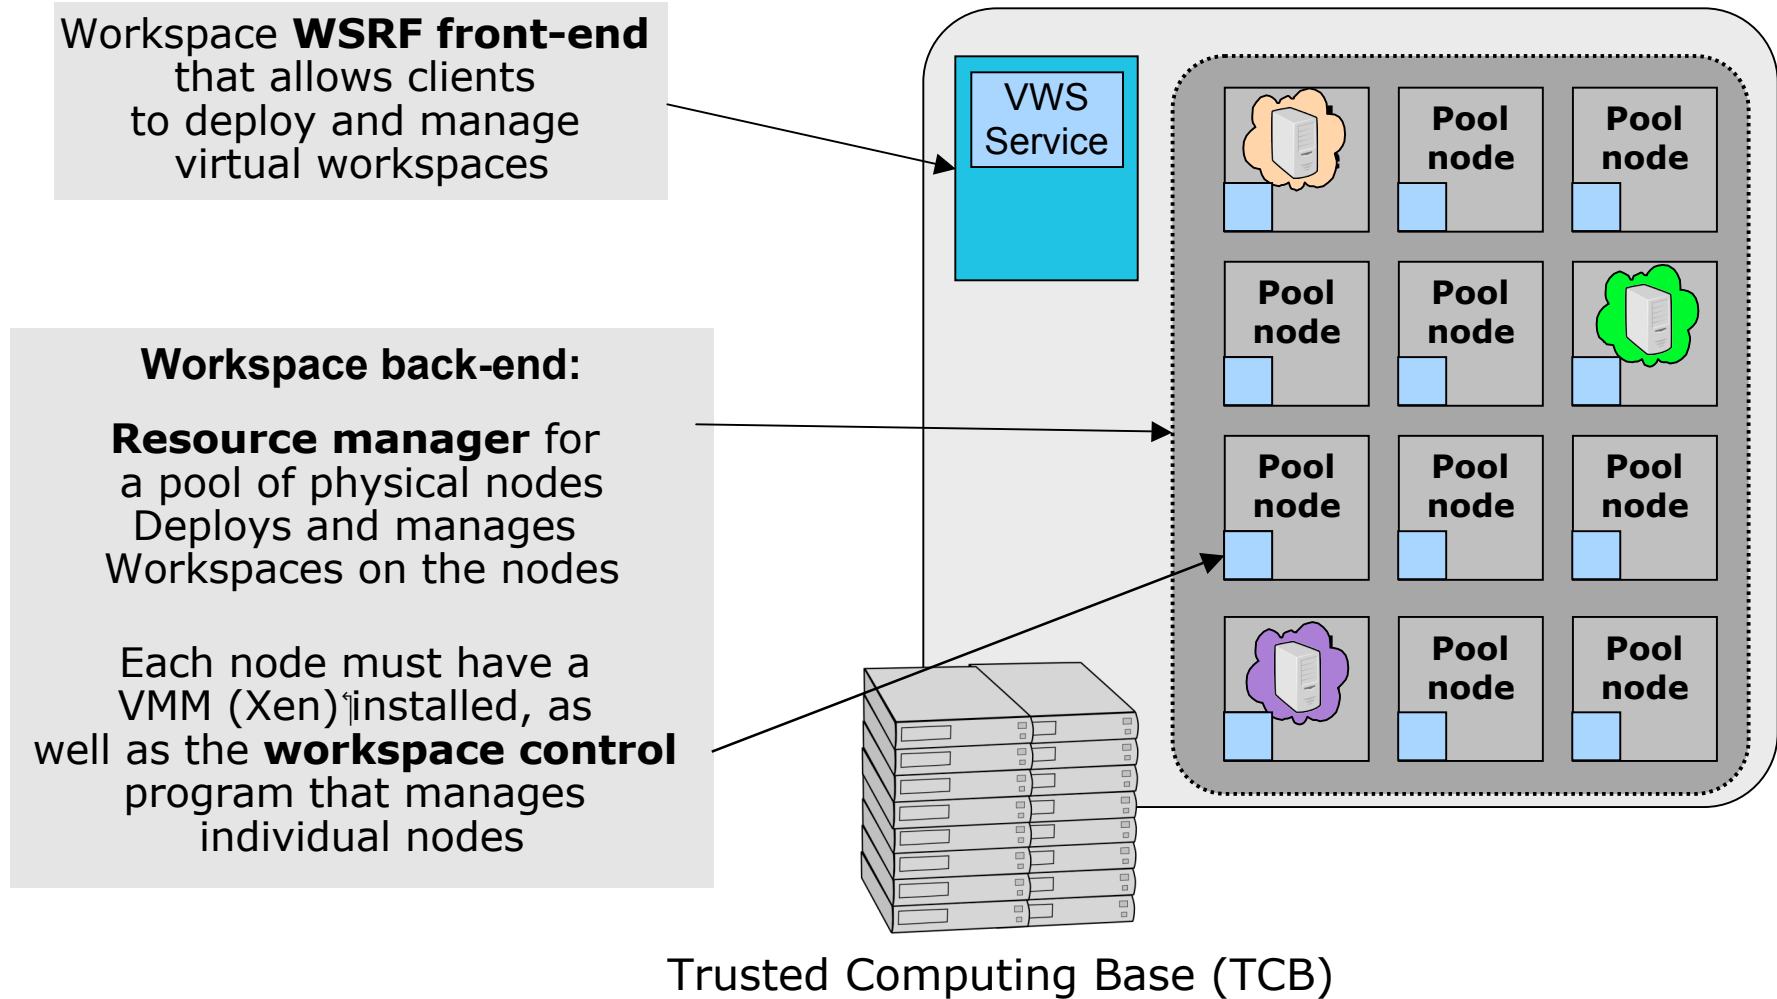 Workspace WSRF front-end
that allows clients
to deploy and manage
virtual workspaces
VWS
Service
Pool
node
Pool
node
Pool
node
Pool
node
Workspace back-end:
Resource manager for
a pool of physical nodes
Deploys and manages
Workspaces on the nodes
Pool
node
Pool
node
Pool
node
Each node must have a
VMM (Xen) installed, as
well as the workspace control
program that manages
individual nodes
Pool
node
Pool
node
Trusted Computing Base (TCB)